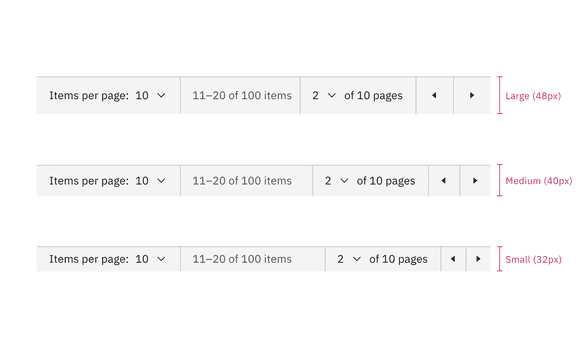 Items per page: 10 11–20 of 100 items 2 of 10 pages Large (48px)
Items per page: 10 11–20 of 100 items 2 of 10 pages Medium (40px)
Items per page: 10 11–20 of 100 items 2 of 10 pages Small (32px)